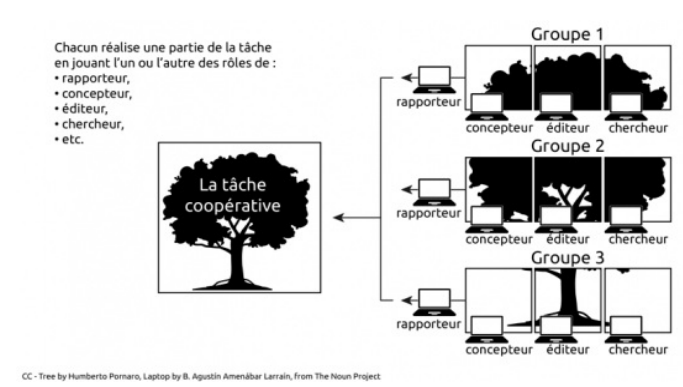 Chacun réalise une partie de la tâche
en jouant l'un ou l'autre des rôles de :
• rapporteur,
• concepteur,
• éditeur,
• chercheur,
• etc.
La tâche
coopérative
Groupe 1
rapporteur
concepteur éditeur chercheur
Groupe 2
rapporteur
concepteur éditeur chercheur
Groupe 3
rapporteur
concepteur éditeur chercheur
CC - Tree by Humberto Pornaro, Laptop by B. Agustín Amenábar Larraín, from The Noun Project